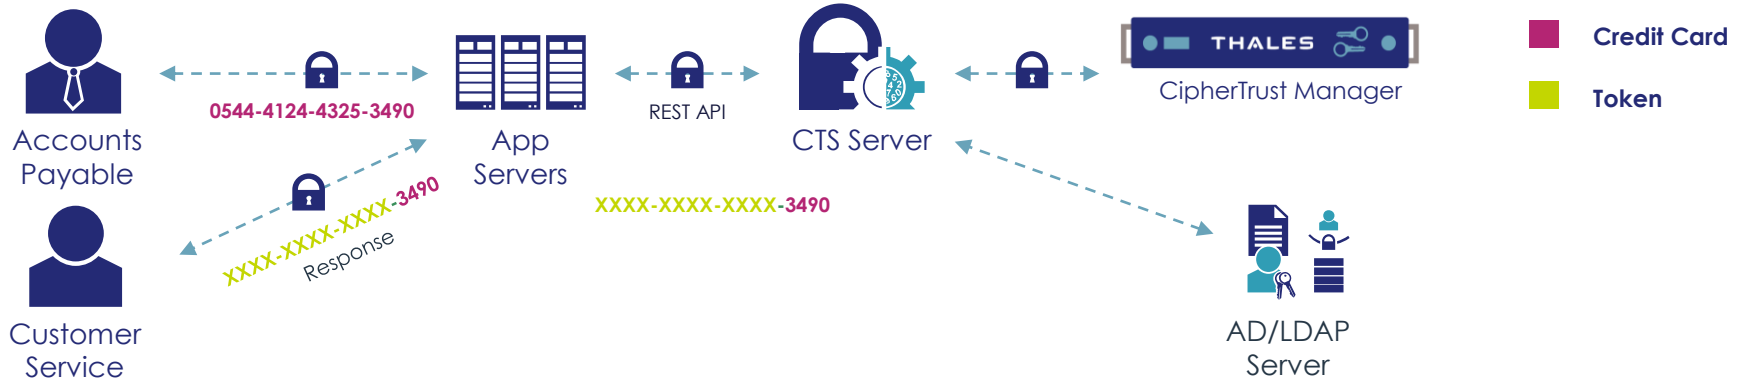 THALES
CipherTrust Manager
Credit Card
Token
0544-4124-4325-3490
REST API
Accounts
Payable
App
Servers
CTS Server
XXXX-XXXX-XXXX-3490
Response
XXXX-XXXX-XXXX-3490
Customer
Service
AD/LDAP
Server